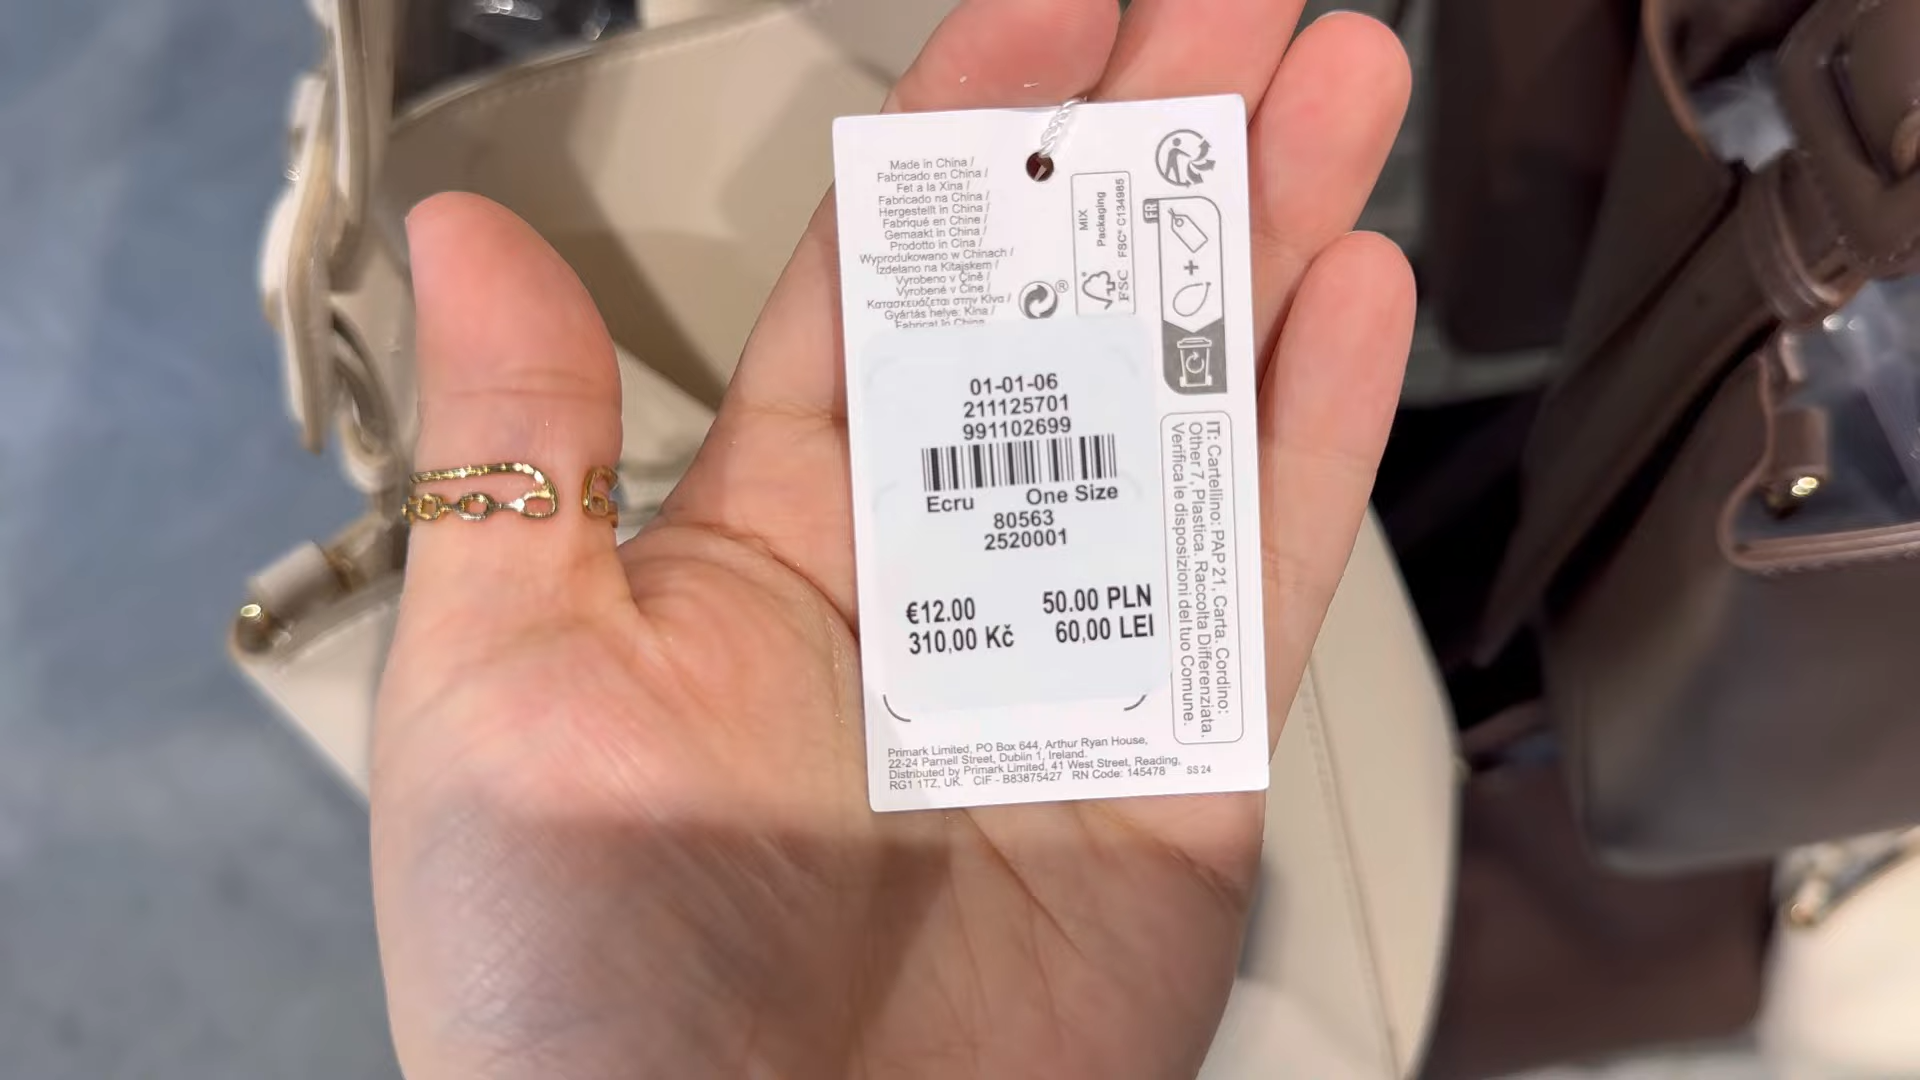 Made in China /
Fabricado en China /
Fet a la Xina /
Fabricado na China /
Hergestellt in China /
Fabriqué en Chine /
Gemaakt in China /
Prodotto in Cina /
Wyprodukowano w Chinach /
Izdelano na Kitajskem /
Vyrobeno v Číně /
Vyrobené v Číne /
Κατασκευάζεται στην Κίνα /
Gyártás helye: Kína /
Fabricat în China
®
MIX
Packaging
FSC FSC® C134985
FR
+
01-01-06
211125701
991102699
Ecru One Size
80563
2520001
€12.00 50.00 PLN
310,00 Kč 60,00 LEI
IT: Cartellino: PAP 21, Carta. Cordino:
Other 7, Plastica. Raccolta Differenziata.
Verifica le disposizioni del tuo Comune.
Primark Limited, PO Box 644, Arthur Ryan House,
22-24 Parnell Street, Dublin 1, Ireland.
Distributed by Primark Limited, 41 West Street, Reading,
RG1 1TZ, UK. CIF - B83875427 RN Code: 145478 SS 24